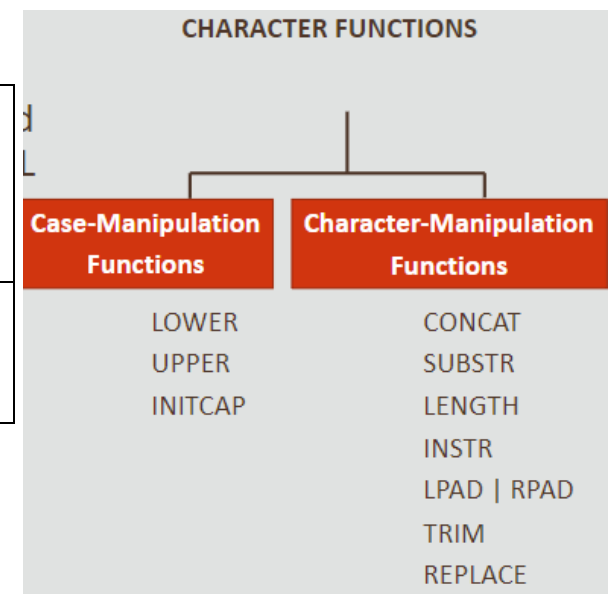 CHARACTER FUNCTIONS
d
L
Case-Manipulation
Functions
Character-Manipulation
Functions
LOWER
UPPER
INITCAP
CONCAT
SUBSTR
LENGTH
INSTR
LPAD | RPAD
TRIM
REPLACE